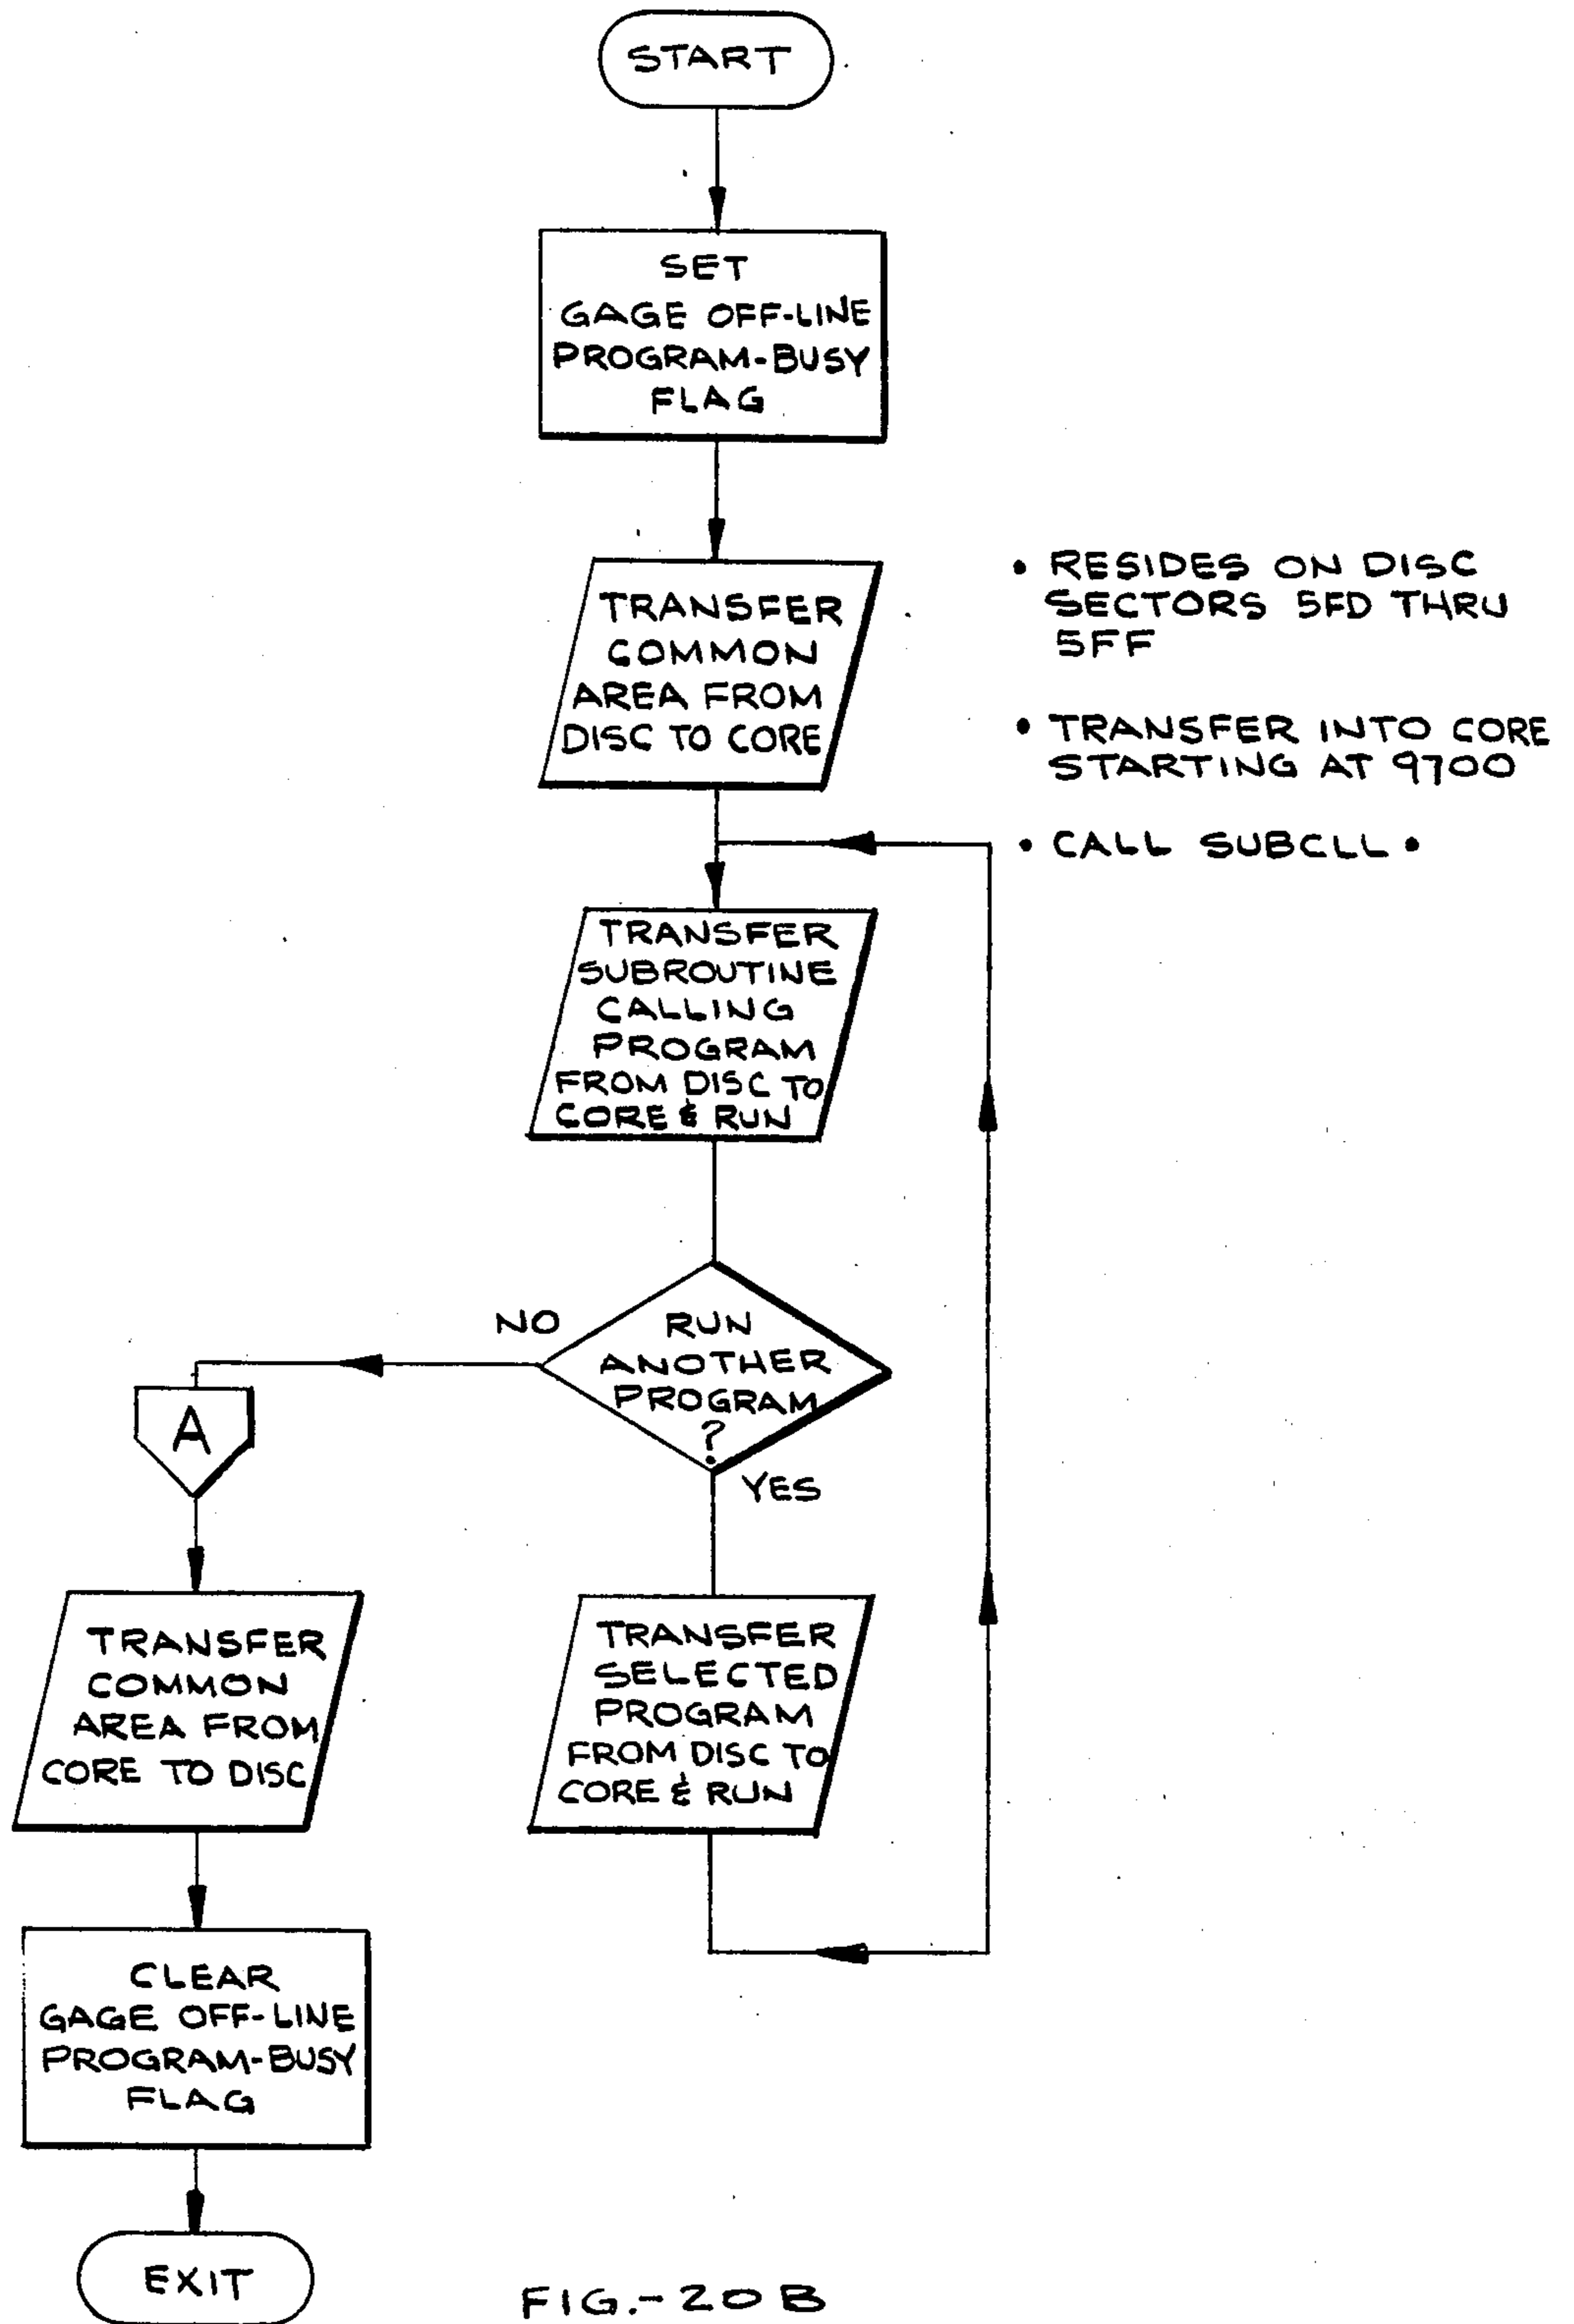 START
SET
GAGE OFF-LINE
PROGRAM-BUSY
FLAG
TRANSFER
COMMON
AREA FROM
DISC TO CORE
• RESIDES ON DISC
SECTORS 5FD THRU
5FF
• TRANSFER INTO CORE
STARTING AT 9700
• CALL SUBCLL •
TRANSFER
SUBROUTINE
CALLING
PROGRAM
FROM DISC TO
CORE & RUN
RUN
ANOTHER
PROGRAM
?
NO
YES
A
TRANSFER
COMMON
AREA FROM
CORE TO DISC
TRANSFER
SELECTED
PROGRAM
FROM DISC TO
CORE & RUN
CLEAR
GAGE OFF-LINE
PROGRAM-BUSY
FLAG
EXIT
FIG.-20B